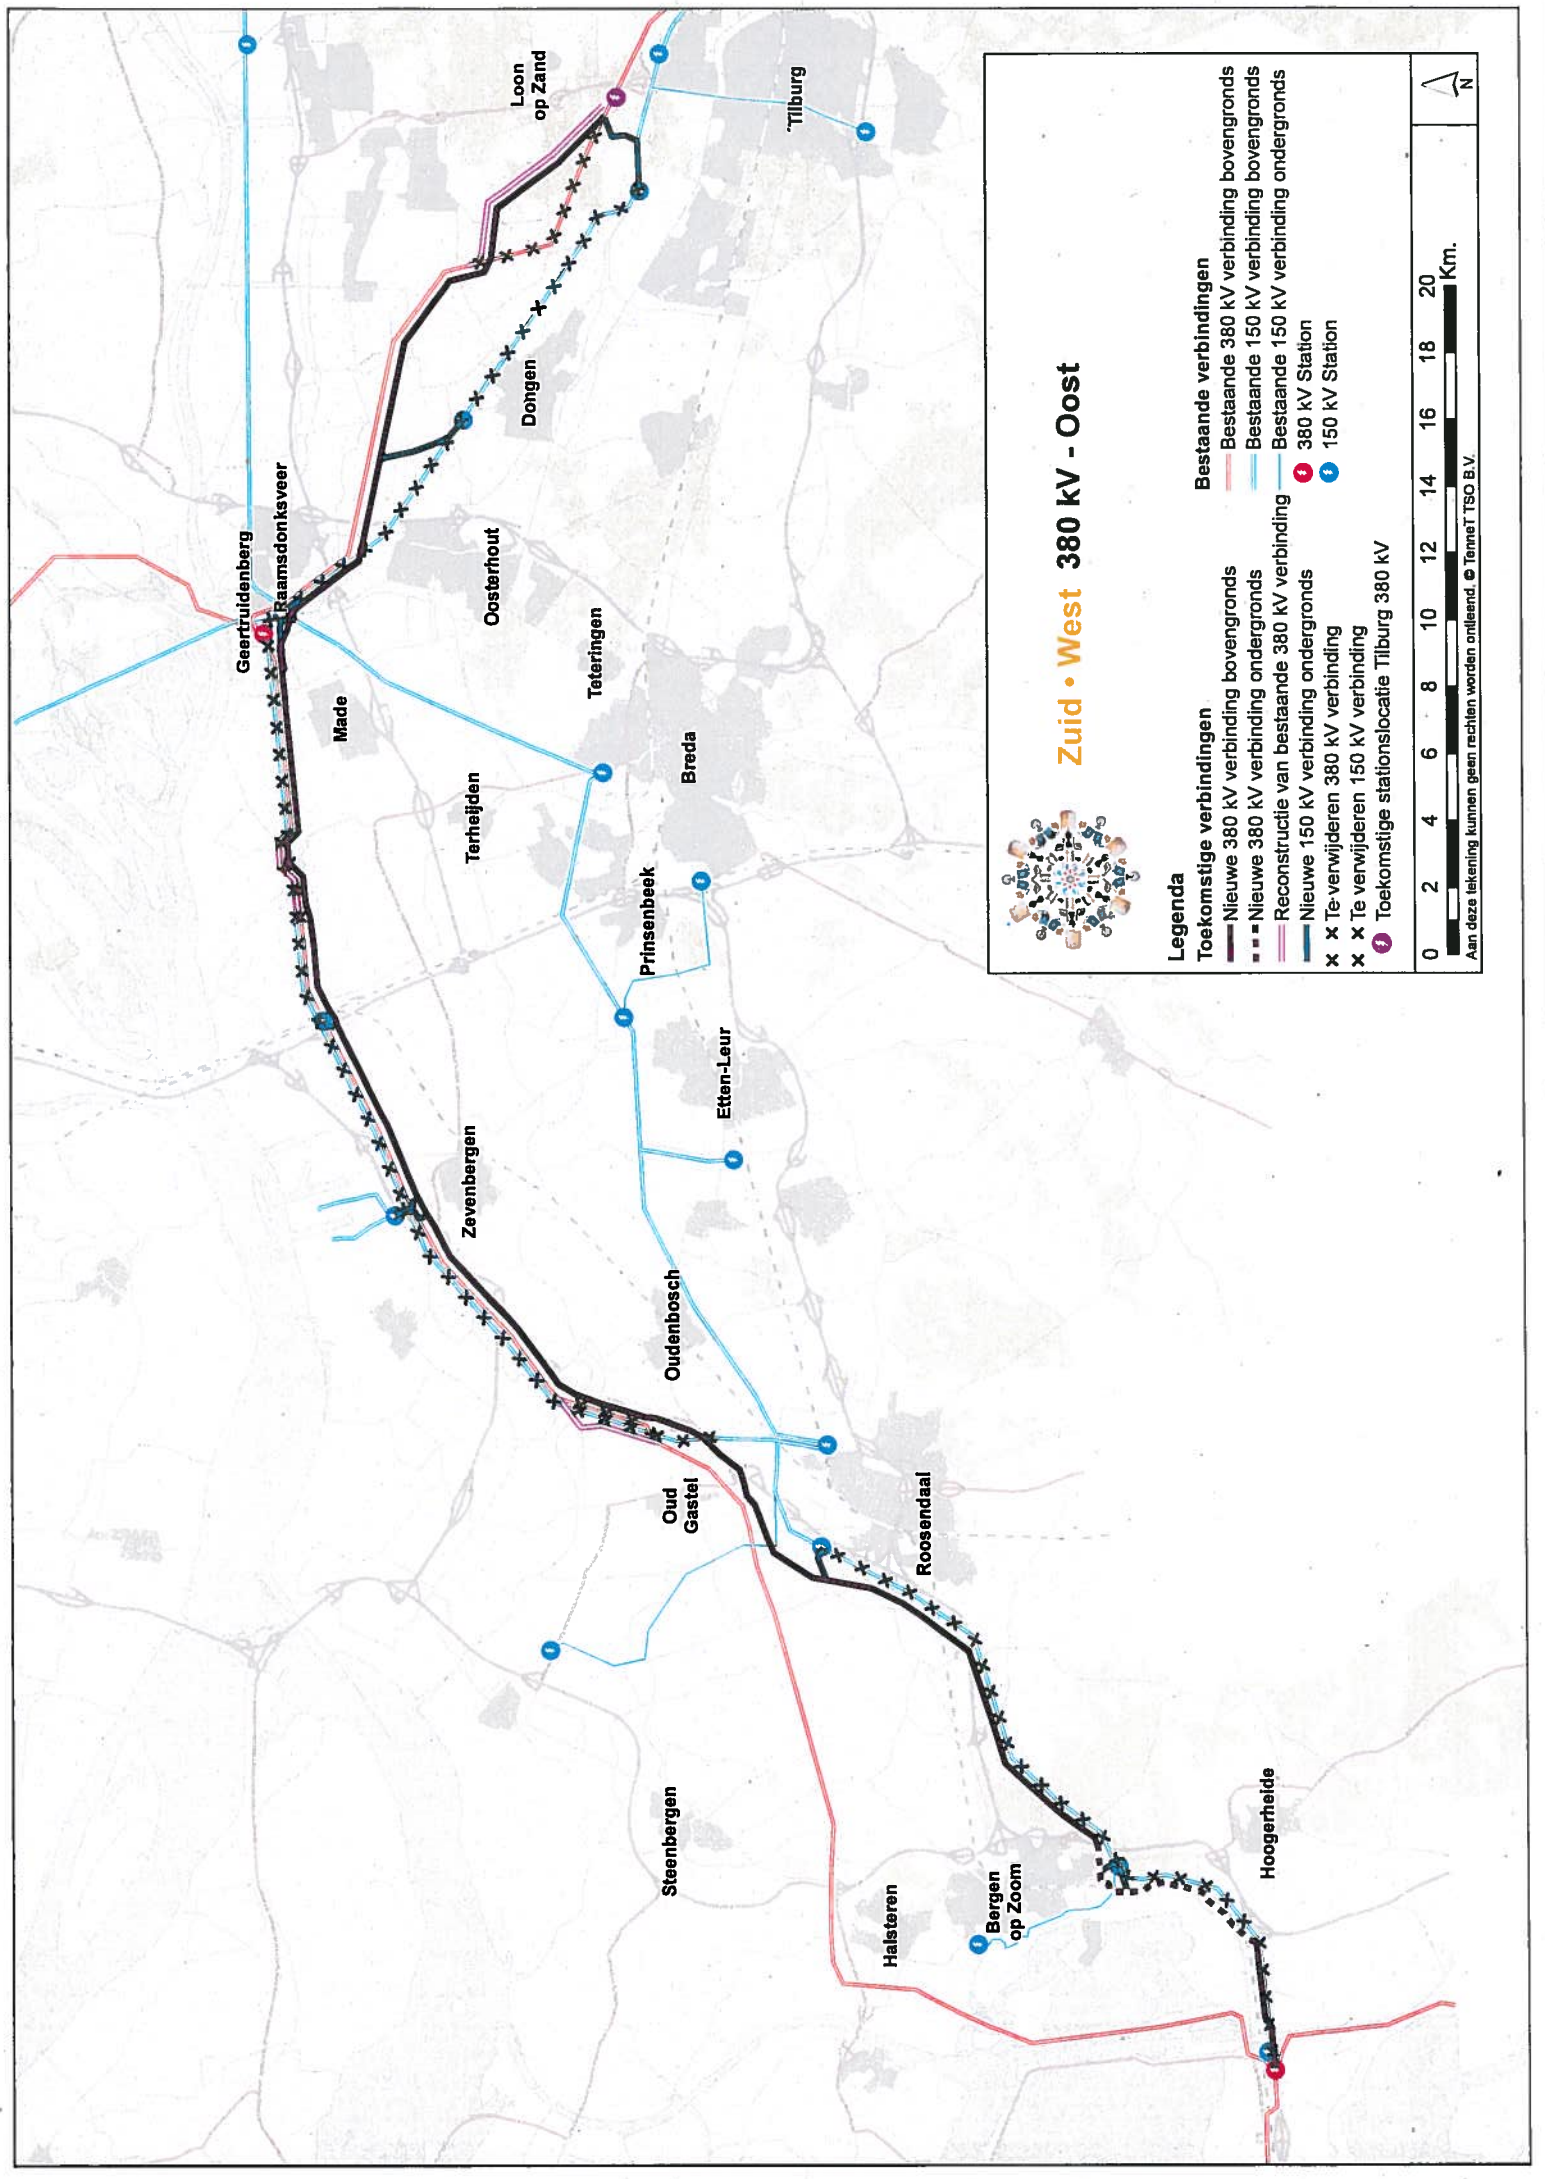 Geertruidenberg
Raamsdonksveer
Loon
op Zand
Tilburg
Dongen
Oosterhout
Made
Teteringen
Terheijden
Breda
Prinsenbeek
Etten-Leur
Zevenbergen
Oudenbosch
Oud
Gastel
Roosendaal
Steenbergen
Halsteren
Bergen
op Zoom
Hoogerheide
Zuid • West 380 kV - Oost
Legenda
Toekomstige verbindingen
Nieuwe 380 kV verbinding bovengronds
Nieuwe 380 kV verbinding ondergronds
Reconstructie van bestaande 380 kV verbinding
Nieuwe 150 kV verbinding ondergronds
Te verwijderen 380 kV verbinding
Te verwijderen 150 kV verbinding
Toekomstige stationslocatie Tilburg 380 kV
Bestaande verbindingen
Bestaande 380 kV verbinding bovengronds
Bestaande 150 kV verbinding bovengronds
Bestaande 150 kV verbinding ondergronds
380 kV Station
150 kV Station
0 2 4 6 8 10 12 14 16 18 20
Km.
N
Aan deze tekening kunnen geen rechten worden ontleend. © TenneT TSO B.V.